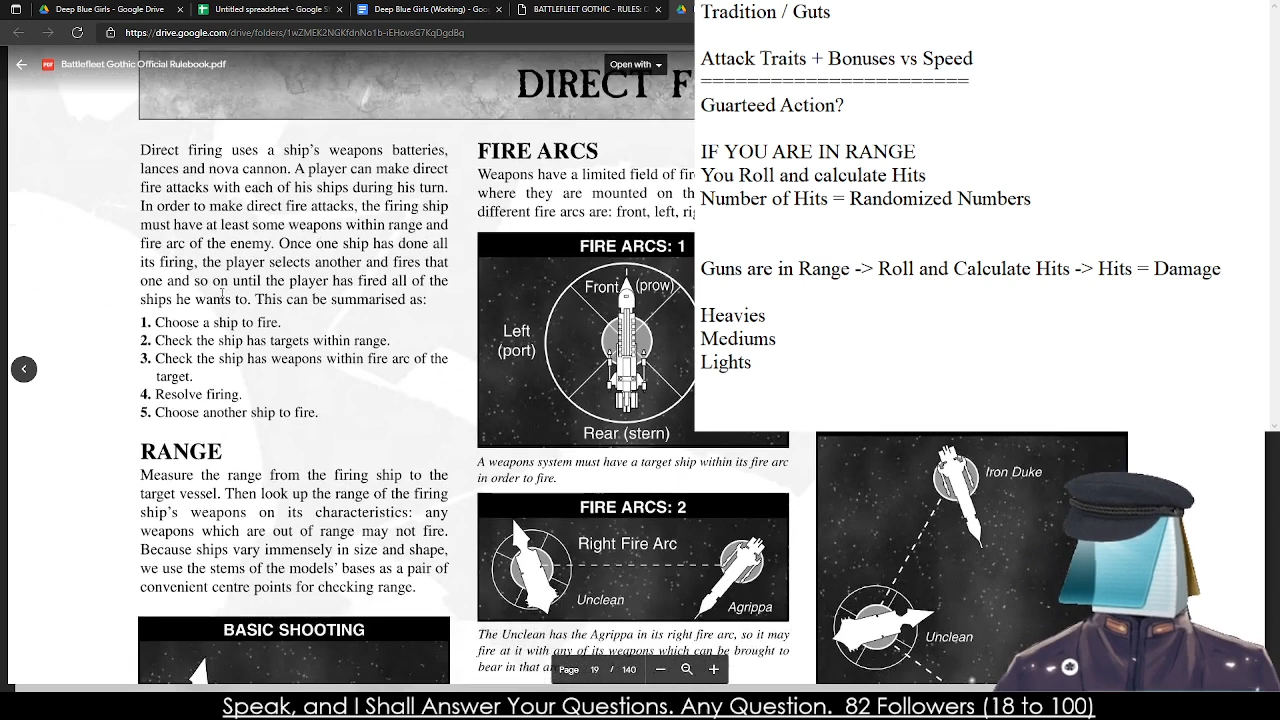 Deep Blue Girls - Google Drive
Untitled spreadsheet - Google S
Deep Blue Girls (Working) - Goo
BATTLEFLEET GOTHIC - RULES: D
https://drive.google.com/drive/folders/1wZMEK2NGKfdnNo1b-iEHovsG7KqDgdBq
PDF
Battlefleet Gothic Official Rulebook.pdf
Open with
DIRECT F
Direct firing uses a ship's weapons batteries,
lances and nova cannon. A player can make direct
fire attacks with each of his ships during his turn.
In order to make direct fire attacks, the firing ship
must have at least some weapons within range and
fire arc of the enemy. Once one ship has done all
its firing, the player selects another and fires that
one and so on until the player has fired all of the
ships he wants to. This can be summarised as:
1. Choose a ship to fire.
2. Check the ship has targets within range.
3. Check the ship has weapons within fire arc of the
target.
4. Resolve firing.
5. Choose another ship to fire.
RANGE
Measure the range from the firing ship to the
target vessel. Then look up the range of the firing
ship's weapons on its characteristics: any
weapons which are out of range may not fire.
Because ships vary immensely in size and shape,
we use the stems of the models' bases as a pair of
convenient centre points for checking range.
BASIC SHOOTING
FIRE ARCS
Weapons have a limited field of fir
where they are mounted on th
different fire arcs are: front, left, rig
FIRE ARCS: 1
Front (prow)
Left
(port)
Rear (stern)
A weapons system must have a target ship within its fire arc
in order to fire.
FIRE ARCS: 2
Right Fire Arc
Unclean
Agrippa
The Unclean has the Agrippa in its right fire arc, so it may
fire at it with any of its weapons which can be brought to
bear in that ar
Page 19 / 140
Tradition / Guts
Attack Traits + Bonuses vs Speed
=======================
Guarteed Action?
IF YOU ARE IN RANGE
You Roll and calculate Hits
Number of Hits = Randomized Numbers
Guns are in Range -> Roll and Calculate Hits -> Hits = Damage
Heavies
Mediums
Lights
Iron Duke
Unclean
Speak, and I Shall Answer Your Questions. Any Question. 82 Followers (18 to 100)